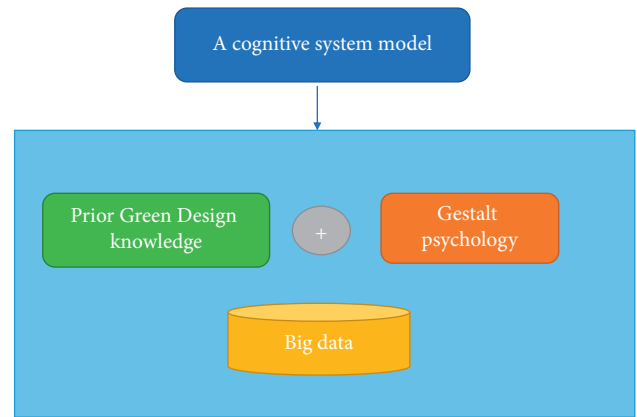 A cognitive system model
Prior Green Design
knowledge
+
Gestalt
psychology
Big data